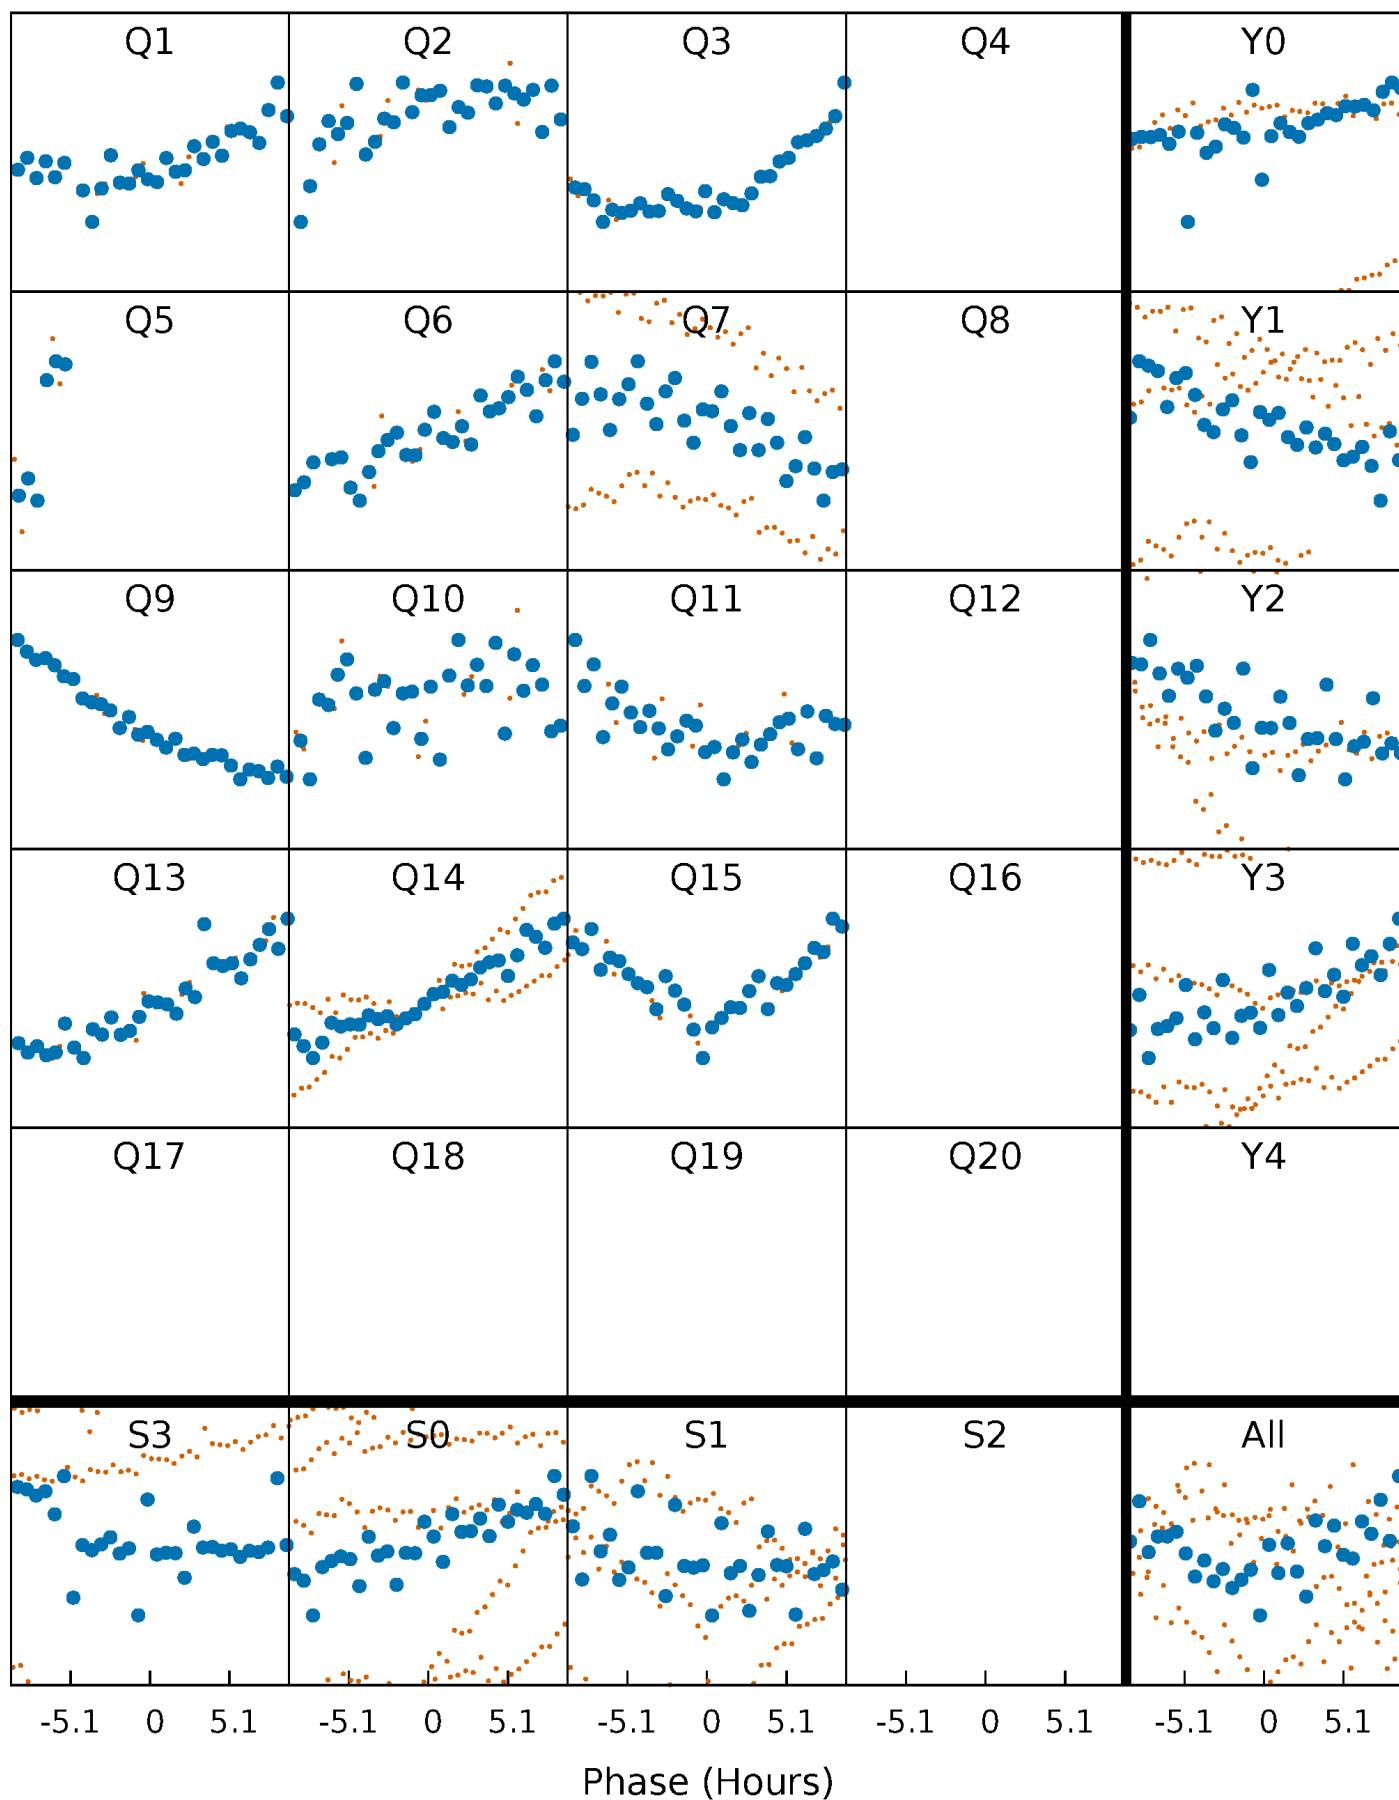 Q1 Q2 Q3 Q4 Y0
Q5 Q6 Q7 Q8 Y1
Q9 Q10 Q11 Q12 Y2
Q13 Q14 Q15 Q16 Y3
Q17 Q18 Q19 Q20 Y4
S3 S0 S1 S2 All
-5.1 0 5.1 -5.1 0 5.1 -5.1 0 5.1 -5.1 0 5.1 -5.1 0 5.1
Phase (Hours)